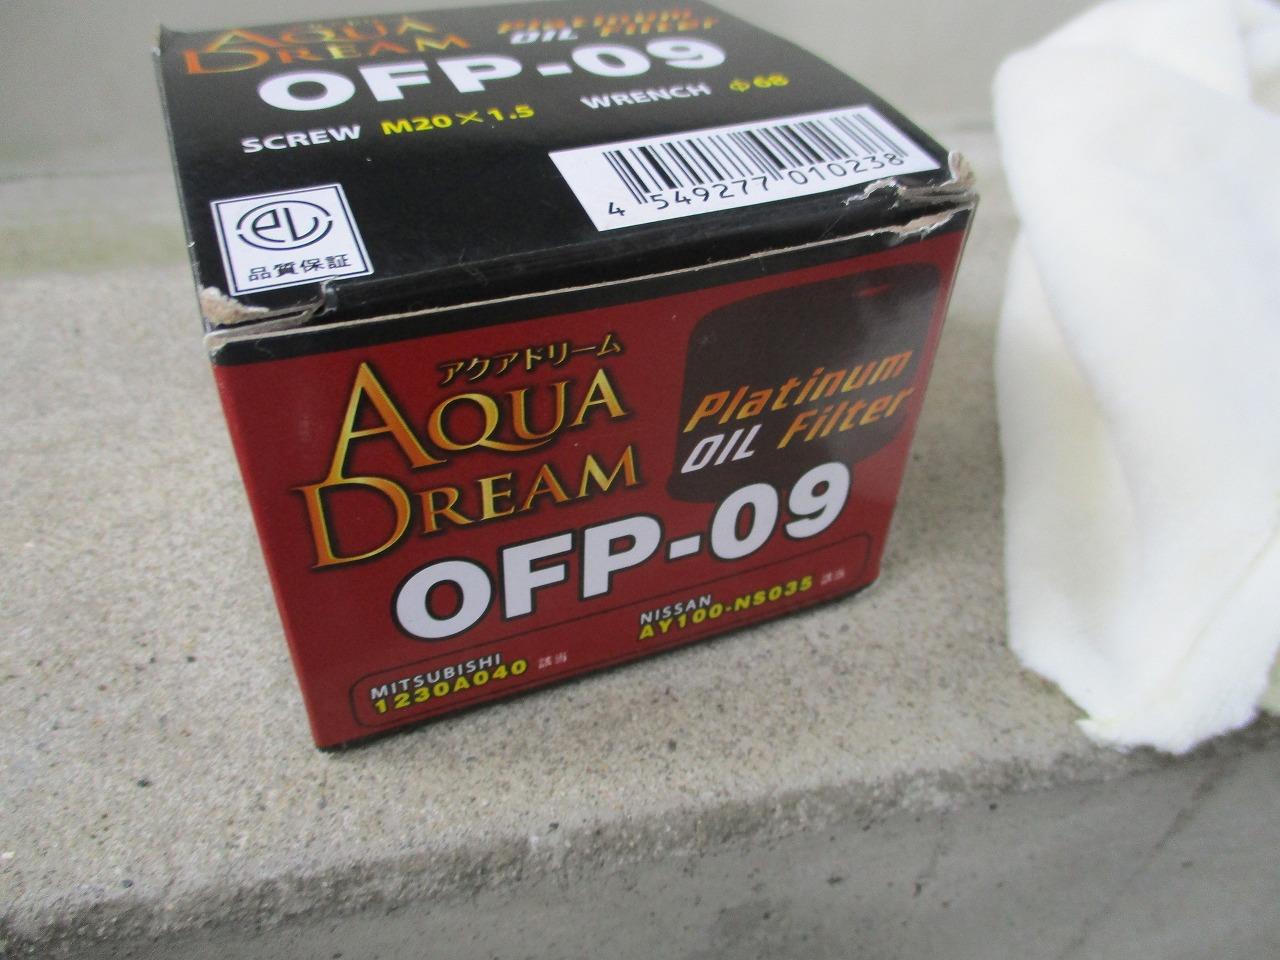 AQUA
DREAM
Platinum
OIL Filter
OFP-09
SCREW M20×1.5 WRENCH Φ68
4 549277 010238
品質保証
アクアドリーム
AQUA
DREAM
Platinum
OIL Filter
OFP-09
MITSUBISHI
1230A040 該当
NISSAN
AY100-NS035 該当